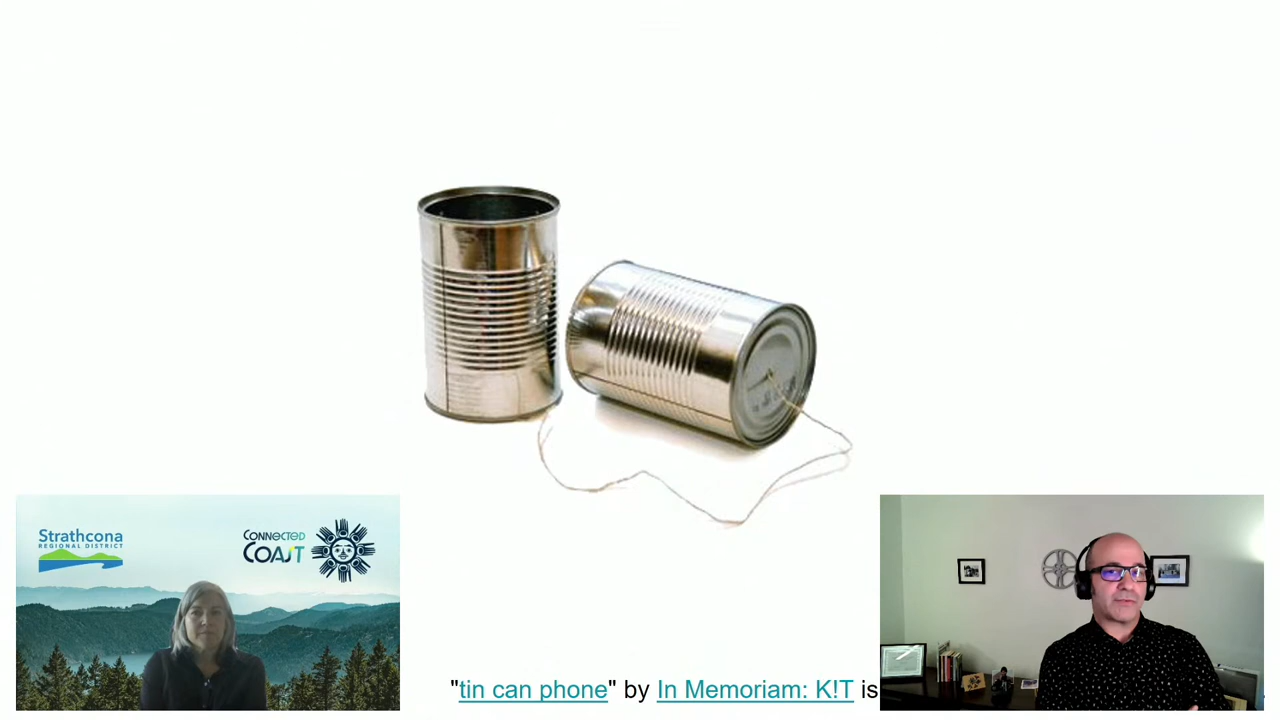 Strathcona
REGIONAL DISTRICT
CONNECTED
COAST
"tin can phone" by In Memoriam: K!T is